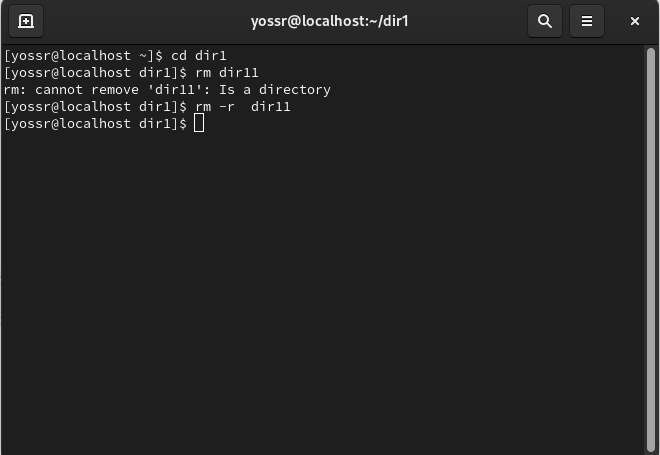 yossr@localhost:~/dir1
[yossr@localhost ~]$ cd dir1
[yossr@localhost dir1]$ rm dir11
rm: cannot remove 'dir11': Is a directory
[yossr@localhost dir1]$ rm -r  dir11
[yossr@localhost dir1]$